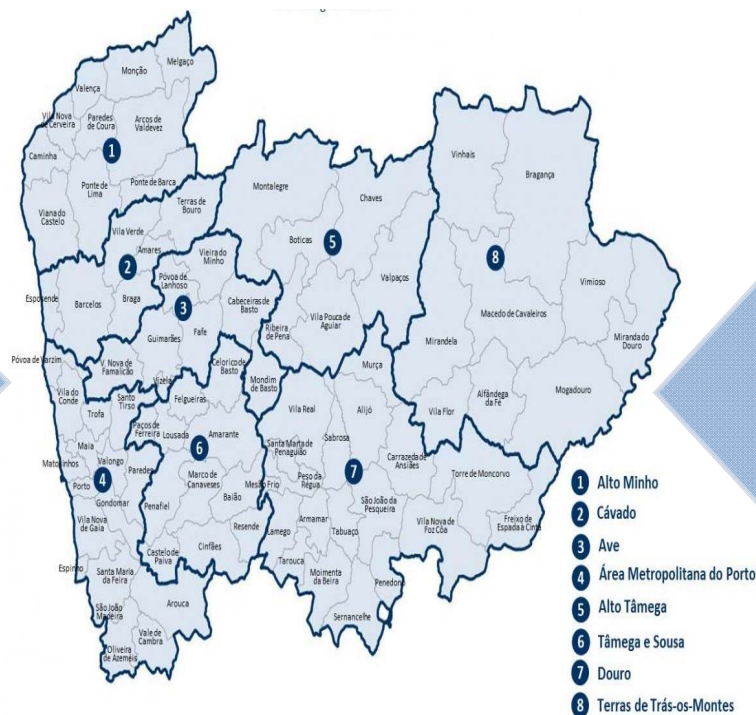 Melgaço
Monção
Valença
Vila Nova
de Cerveira
Paredes
de Coura
Arcos de
Valdevez
Caminha
1
Ponte de
Lima
Ponte de Barca
Viana do
Castelo
Terras de
Bouro
Vila Verde
Amares
2
Vieira do
Minho
Póvoa de
Lanhoso
Esposende
Barcelos
Braga
3
Cabeceiras de
Basto
Guimarães
Fafe
Póvoa de Varzim
V. Nova de
Famalicão
Vizela
Celorico de
Basto
Mondim
de Basto
Montalegre
Chaves
Boticas
5
Valpaços
Vila Pouca de
Aguiar
Ribeira
de Pena
Vinhais
Bragança
8
Vimioso
Macedo de Cavaleiros
Mirandela
Miranda do
Douro
Mogadouro
Alfândega
da Fé
Vila Flor
Vila do
Conde
Santo
Tirso
Trofa
Paços de
Ferreira
Felgueiras
Lousada
Amarante
6
Maia
Valongo
Matosinhos
4
Paredes
Porto
Gondomar
Marco de
Canaveses
Baião
Mesão Frio
Penafiel
Vila Nova
de Gaia
Resende
Cinfães
Castelo de
Paiva
Espinho
Santa Maria
da Feira
Arouca
São João
Madeira
Vale de
Cambra
Oliveira
de Azeméis
Murça
Vila Real
Alijó
Sabrosa
Santa Marta de
Penaguião
Carrazeda de
Ansiães
7
Peso da
Régua
Torre de Moncorvo
São João da
Pesqueira
Armamar
Lamego
Tabuaço
Vila Nova de
Foz Côa
Freixo de
Espada a Cinta
Tarouca
Moimenta
da Beira
Penedono
Sernancelhe
1 Alto Minho
2 Cávado
3 Ave
4 Área Metropolitana do Porto
5 Alto Tâmega
6 Tâmega e Sousa
7 Douro
8 Terras de Trás-os-Montes